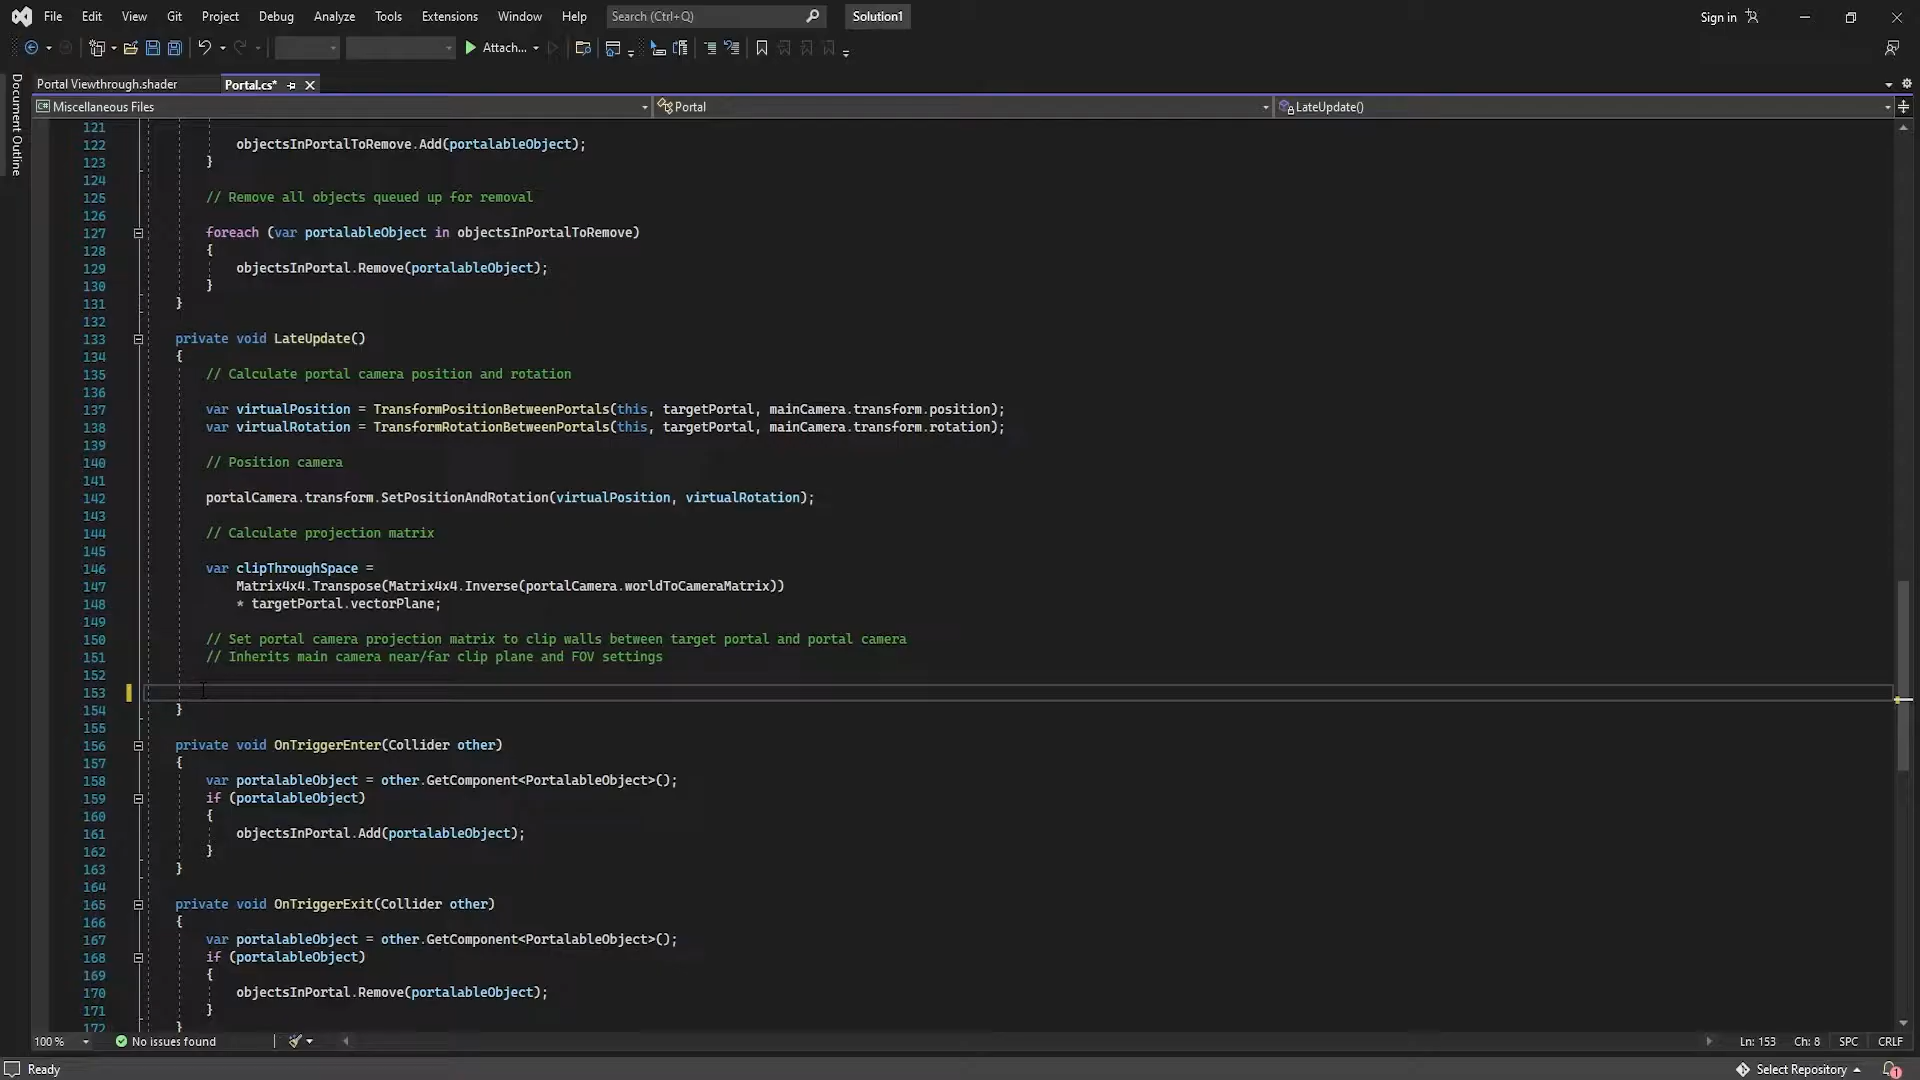 File Edit View Git Project Debug Analyze Tools Extensions Window Help Search (Ctrl+Q) Solution1 Sign in
Attach...
Document Outline
Portal Viewthrough.shader Portal.cs*
C# Miscellaneous Files Portal LateUpdate()
121
122 objectsInPortalToRemove.Add(portalableObject);
123 }
124
125 // Remove all objects queued up for removal
126
127 foreach (var portalableObject in objectsInPortalToRemove)
128 {
129 objectsInPortal.Remove(portalableObject);
130 }
131 }
132
133 private void LateUpdate()
134 {
135 // Calculate portal camera position and rotation
136
137 var virtualPosition = TransformPositionBetweenPortals(this, targetPortal, mainCamera.transform.position);
138 var virtualRotation = TransformRotationBetweenPortals(this, targetPortal, mainCamera.transform.rotation);
139
140 // Position camera
141
142 portalCamera.transform.SetPositionAndRotation(virtualPosition, virtualRotation);
143
144 // Calculate projection matrix
145
146 var clipThroughSpace =
147 Matrix4x4.Transpose(Matrix4x4.Inverse(portalCamera.worldToCameraMatrix))
148 * targetPortal.vectorPlane;
149
150 // Set portal camera projection matrix to clip walls between target portal and portal camera
151 // Inherits main camera near/far clip plane and FOV settings
152
153
154 }
155
156 private void OnTriggerEnter(Collider other)
157 {
158 var portalableObject = other.GetComponent<PortalableObject>();
159 if (portalableObject)
160 {
161 objectsInPortal.Add(portalableObject);
162 }
163 }
164
165 private void OnTriggerExit(Collider other)
166 {
167 var portalableObject = other.GetComponent<PortalableObject>();
168 if (portalableObject)
169 {
170 objectsInPortal.Remove(portalableObject);
171 }
172 }
100 % No issues found Ln: 153 Ch: 8 SPC CRLF
Ready Select Repository 1